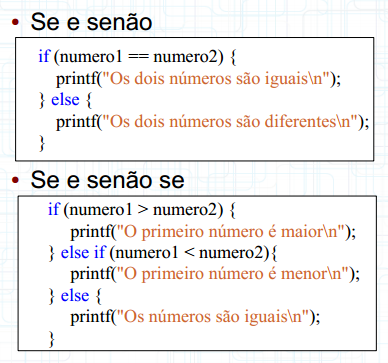 • Se e senão
if (numero1 == numero2) {
printf("Os dois números são iguais\n");
} else {
printf("Os dois números são diferentes\n");
}
• Se e senão se
if (numero1 > numero2) {
printf("O primeiro número é maior\n");
} else if (numero1 < numero2){
printf("O primeiro número é menor\n");
} else {
printf("Os números são iguais\n");
}